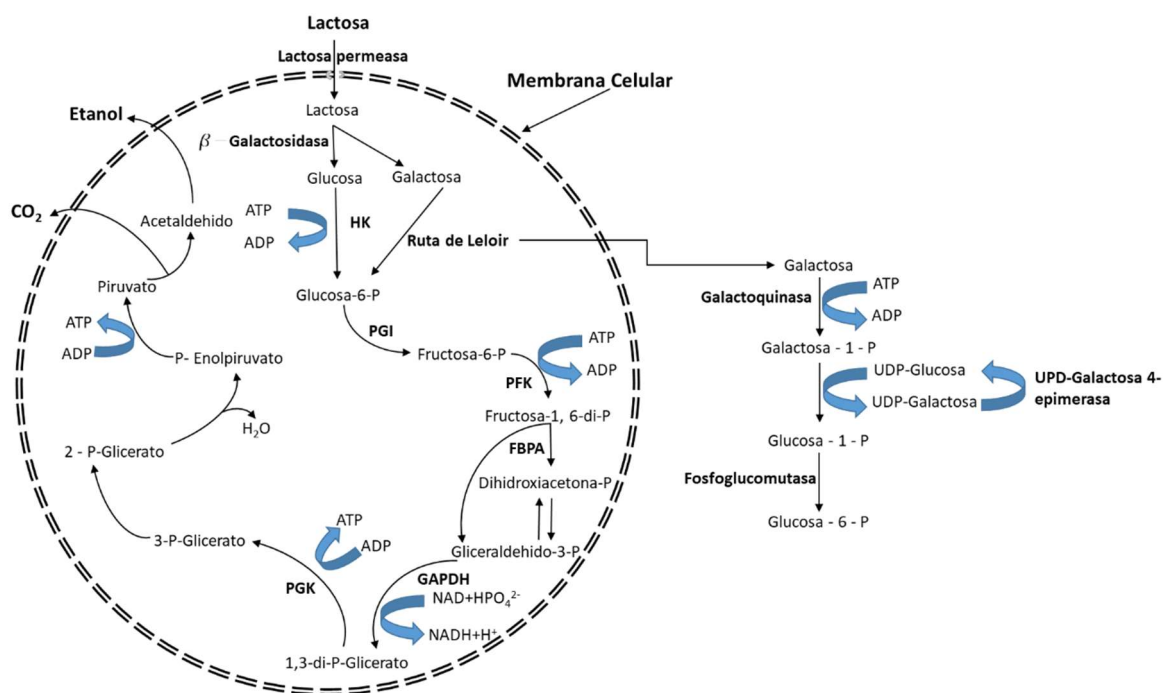 Lactosa
Lactosa permeasa
Membrana Celular
Etanol
Lactosa
β – Galactosidasa
Glucosa
Galactosa
CO₂
Acetaldehido
ATP
HK
ADP
Ruta de Leloir
Piruvato
Glucosa-6-P
ATP
ADP
PGI
P- Enolpiruvato
Fructosa-6-P
ATP
ADP
PFK
H₂O
Fructosa-1, 6-di-P
2 - P-Glicerato
FBPA
Dihidroxiacetona-P
3-P-Glicerato
ATP
ADP
Gliceraldehido-3-P
PGK
GAPDH
NAD+HPO₄²⁻
NADH+H⁺
1,3-di-P-Glicerato
Galactosa
Galactoquinasa
ATP
ADP
Galactosa - 1 - P
UDP-Glucosa
UDP-Galactosa
UPD-Galactosa 4-
epimerasa
Glucosa - 1 - P
Fosfoglucomutasa
Glucosa - 6 - P